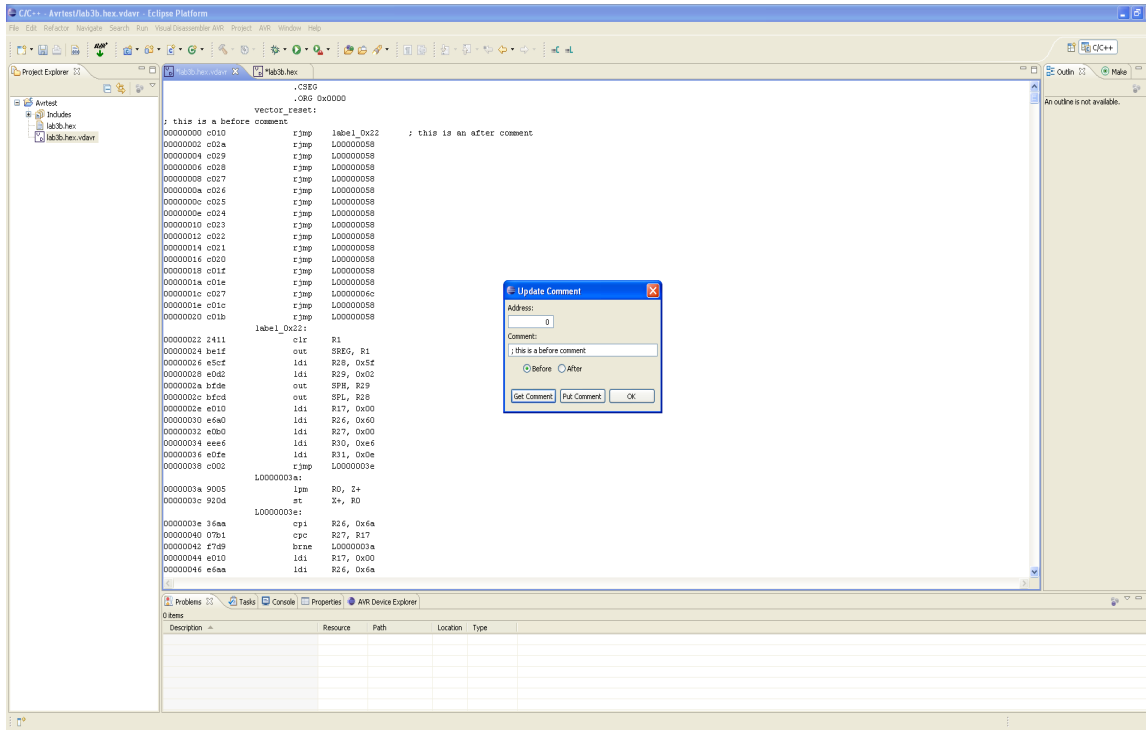 C/C++ - Avrtest/lab3b.hex.vdavr - Eclipse Platform
File Edit Refactor Navigate Search Run Visual Disassembler AVR Project AVR Window Help
C/C++
Project Explorer
*lab3b.hex.vdavr
*lab3b.hex
Outlin
Make
Avrtest
Includes
lab3b.hex
lab3b.hex.vdavr
An outline is not available.
.CSEG
.ORG 0x0000
vector_reset:
; this is a before comment
00000000 c010 rjmp label_0x22 ; this is an after comment
00000002 c02a rjmp L00000058
00000004 c029 rjmp L00000058
00000006 c028 rjmp L00000058
00000008 c027 rjmp L00000058
0000000a c026 rjmp L00000058
0000000c c025 rjmp L00000058
0000000e c024 rjmp L00000058
00000010 c023 rjmp L00000058
00000012 c022 rjmp L00000058
00000014 c021 rjmp L00000058
00000016 c020 rjmp L00000058
00000018 c01f rjmp L00000058
0000001a c01e rjmp L00000058
0000001c c027 rjmp L0000006c
0000001e c01c rjmp L00000058
00000020 c01b rjmp L00000058
label_0x22:
00000022 2411 clr R1
00000024 be1f out SREG, R1
00000026 e5cf ldi R28, 0x5f
00000028 e0d2 ldi R29, 0x02
0000002a bfde out SPH, R29
0000002c bfcd out SPL, R28
0000002e e010 ldi R17, 0x00
00000030 e6a0 ldi R26, 0x60
00000032 e0b0 ldi R27, 0x00
00000034 eee6 ldi R30, 0xe6
00000036 e0fe ldi R31, 0x0e
00000038 c002 rjmp L0000003e
L0000003a:
0000003a 9005 lpm R0, Z+
0000003c 920d st X+, R0
L0000003e:
0000003e 36aa cpi R26, 0x6a
00000040 07b1 cpc R27, R17
00000042 f7d9 brne L0000003a
00000044 e010 ldi R17, 0x00
00000046 e6aa ldi R26, 0x6a
Update Comment
Address:
0
Comment:
; this is a before comment
Before After
Get Comment Put Comment OK
Problems Tasks Console Properties AVR Device Explorer
0 items
Description Resource Path Location Type